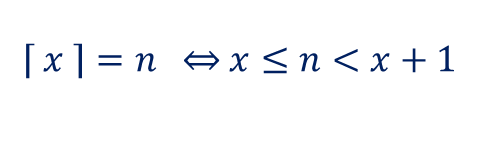 ⌈ x ⌉ = n ⇔ x ≤ n < x + 1